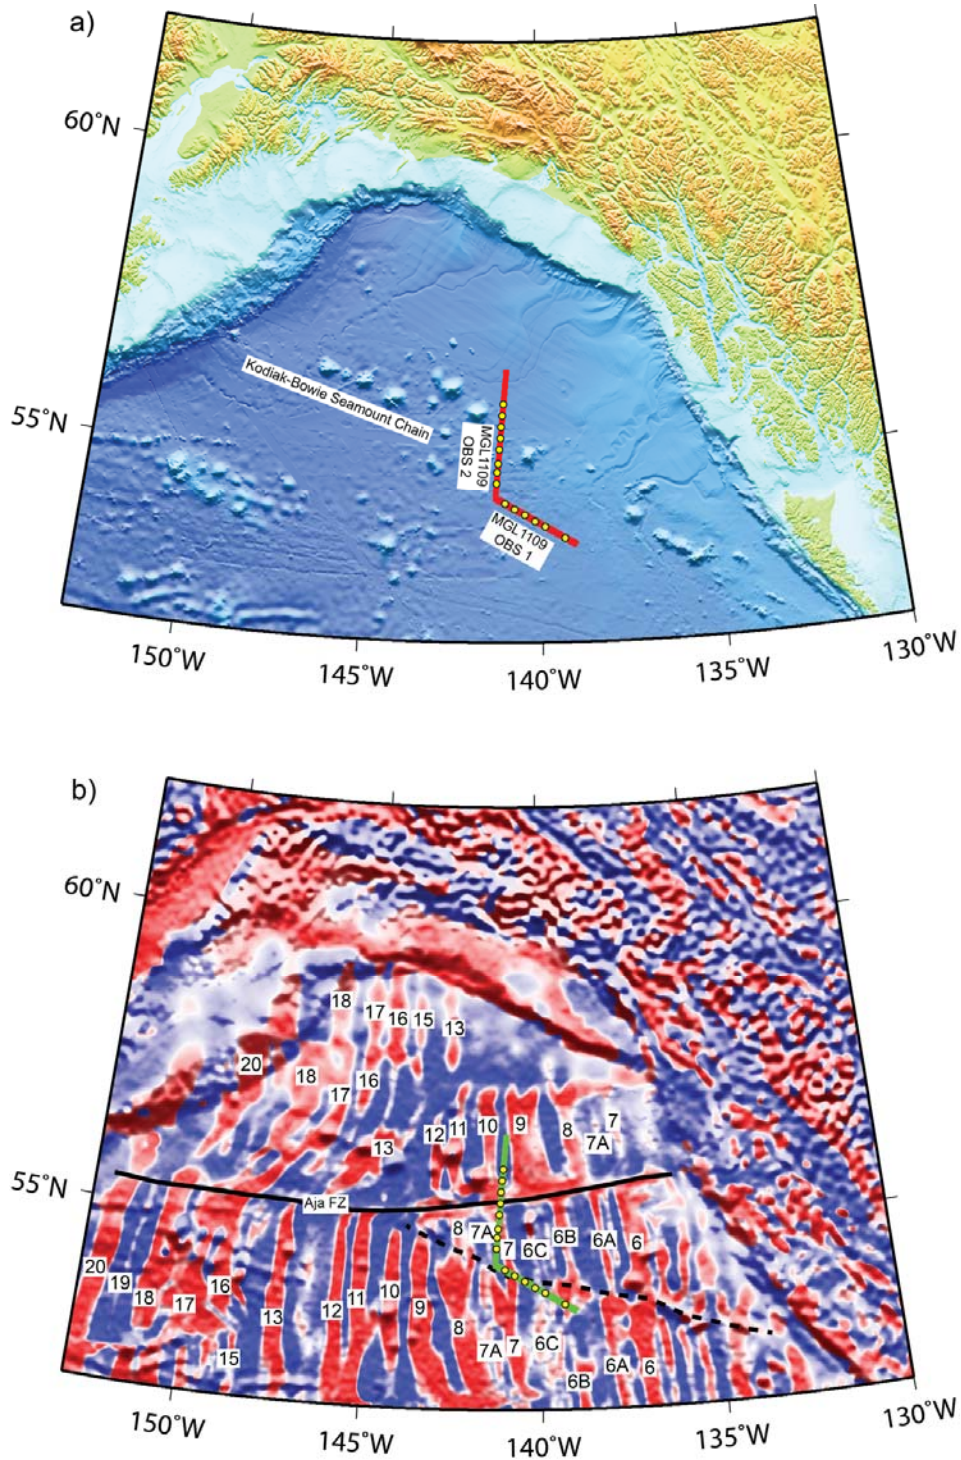 a)
60°N
55°N
Kodiak-Bowie Seamount Chain
MGL1109
OBS 2
MGL1109
OBS 1
150°W
145°W
140°W
135°W
130°W
b)
60°N
55°N
18
17
16
15
13
20
18
16
17
12
11
10
9
8
7
7A
13
Aja FZ
8
7A
7
6C
6B
6A
6
20
19
18
17
16
15
13
12
11
10
9
8
7A
7
6C
6B
6A
6
150°W
145°W
140°W
135°W
130°W